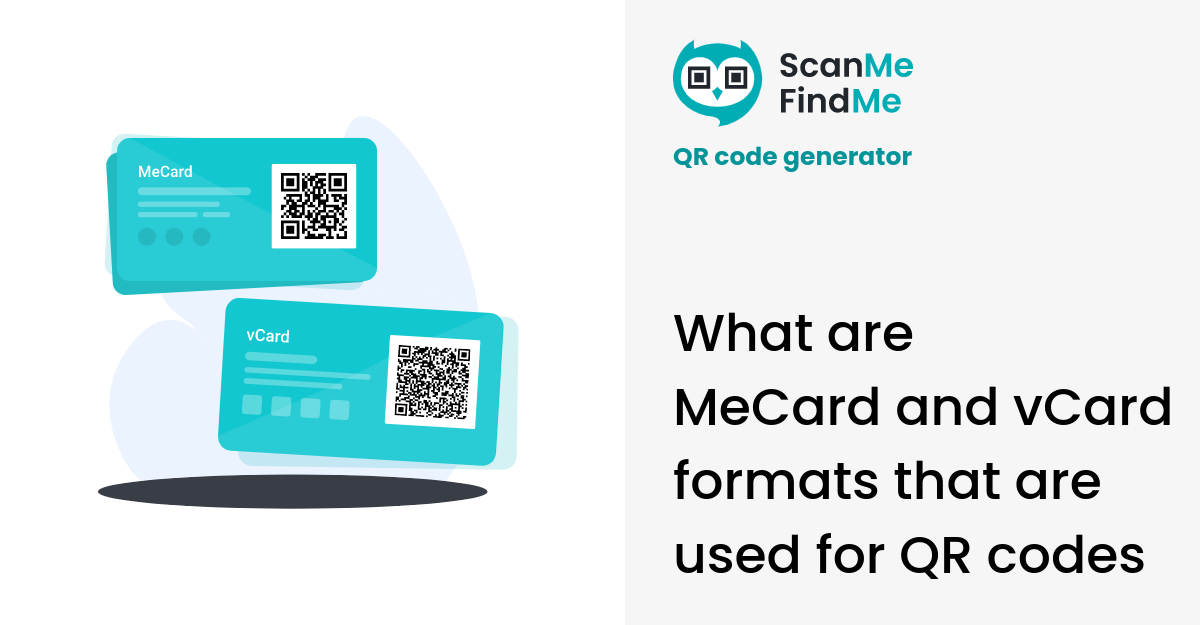 MeCard
vCard
ScanMe
FindMe
QR code generator
What are
MeCard and vCard
formats that are
used for QR codes